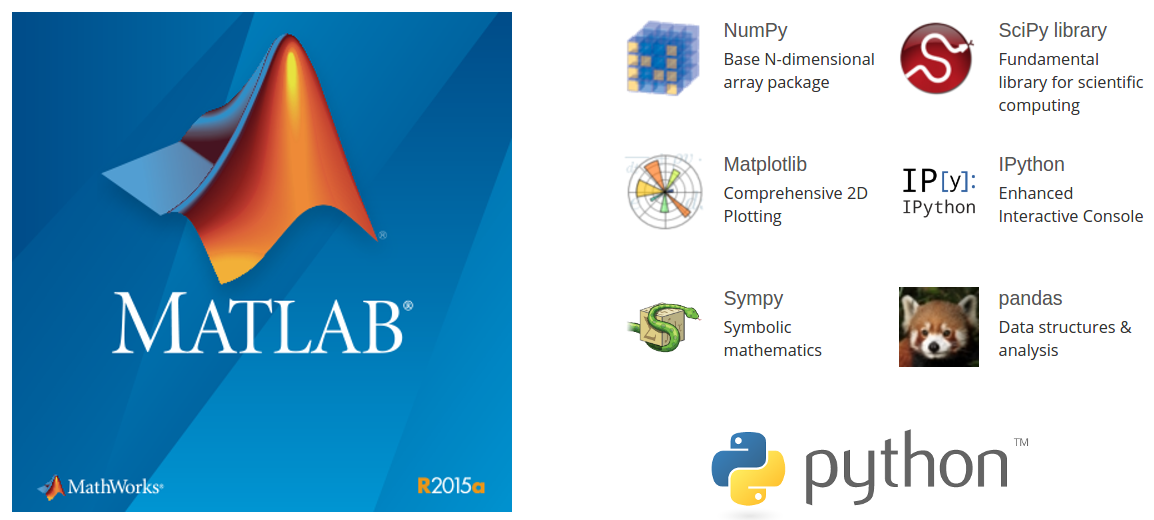 MATLAB®
MathWorks®
R2015a
NumPy
Base N-dimensional
array package
SciPy library
Fundamental
library for scientific
computing
Matplotlib
Comprehensive 2D
Plotting
IP[y]:
IPython
IPython
Enhanced
Interactive Console
Sympy
Symbolic
mathematics
pandas
Data structures &
analysis
python™